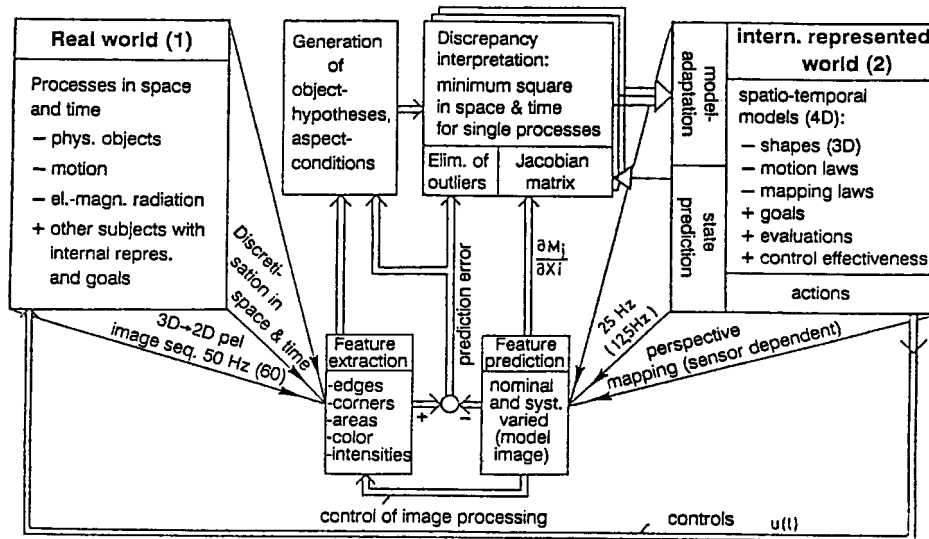 Real world (1)
Processes in space
and time
– phys. objects
– motion
– el.-magn. radiation
+ other subjects with
internal repres.
and goals
Generation
of
object-
hypotheses,
aspect-
conditions
Discrepancy
interpretation:
minimum square
in space & time
for single processes
Elim. of
outliers
Jacobian
matrix
model-
adaptation
state
prediction
intern. represented
world (2)
spatio-temporal
models (4D):
– shapes (3D)
– motion laws
– mapping laws
+ goals
+ evaluations
+ control effectiveness
actions
Discreti-
sation in
space & time
3D→2D pel
image seq. 50 Hz (60)
prediction error
∂Mj
∂Xi
25 Hz
(125Hz)
perspective
mapping (sensor dependent)
Feature
extraction
-edges
-corners
-areas
-color
-intensities
+
-
Feature
prediction
nominal
and syst.
varied
(model
image)
control of image processing
controls u(t)